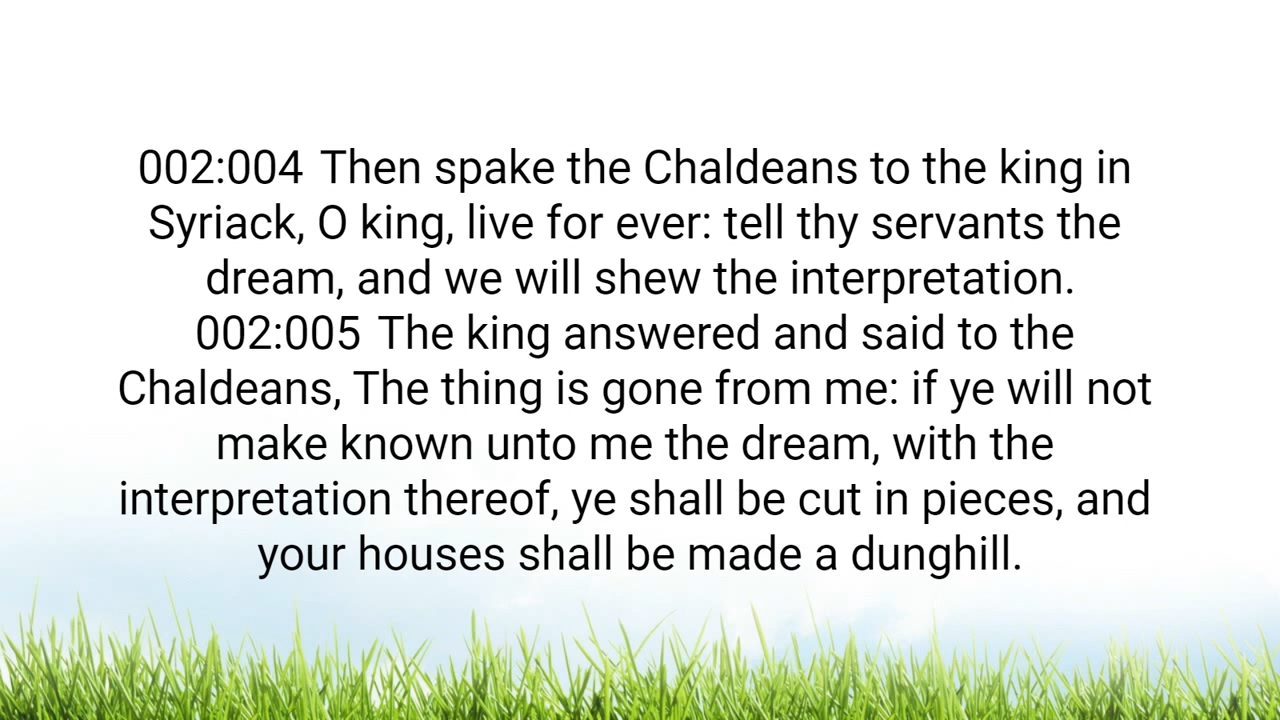 002:004 Then spake the Chaldeans to the king in
Syriack, O king, live for ever: tell thy servants the
dream, and we will shew the interpretation.
002:005 The king answered and said to the
Chaldeans, The thing is gone from me: if ye will not
make known unto me the dream, with the
interpretation thereof, ye shall be cut in pieces, and
your houses shall be made a dunghill.